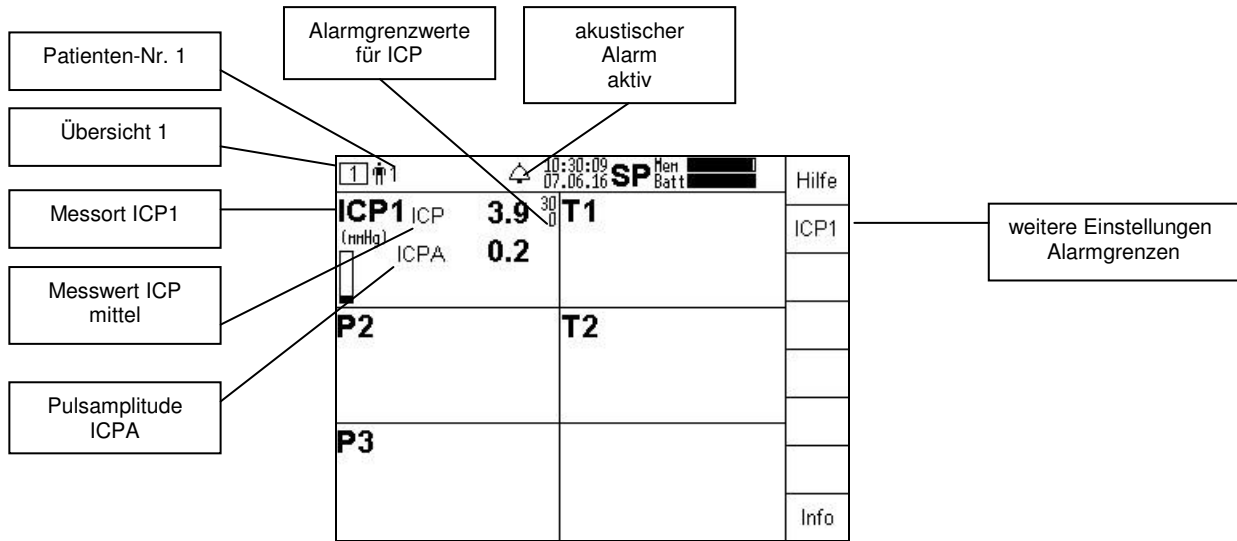 Alarmgrenzwerte
für ICP
akustischer
Alarm
aktiv
Patienten-Nr. 1
Übersicht 1
Messort ICP1
Messwert ICP
mittel
Pulsamplitude
ICPA
1 1 10:30:09 SP Mem
07.06.16 Batt
Hilfe
ICP1 ICP 3.9 30
0
T1
ICP1
(mmHg)
ICPA 0.2
P2
T2
P3
Info
weitere Einstellungen
Alarmgrenzen